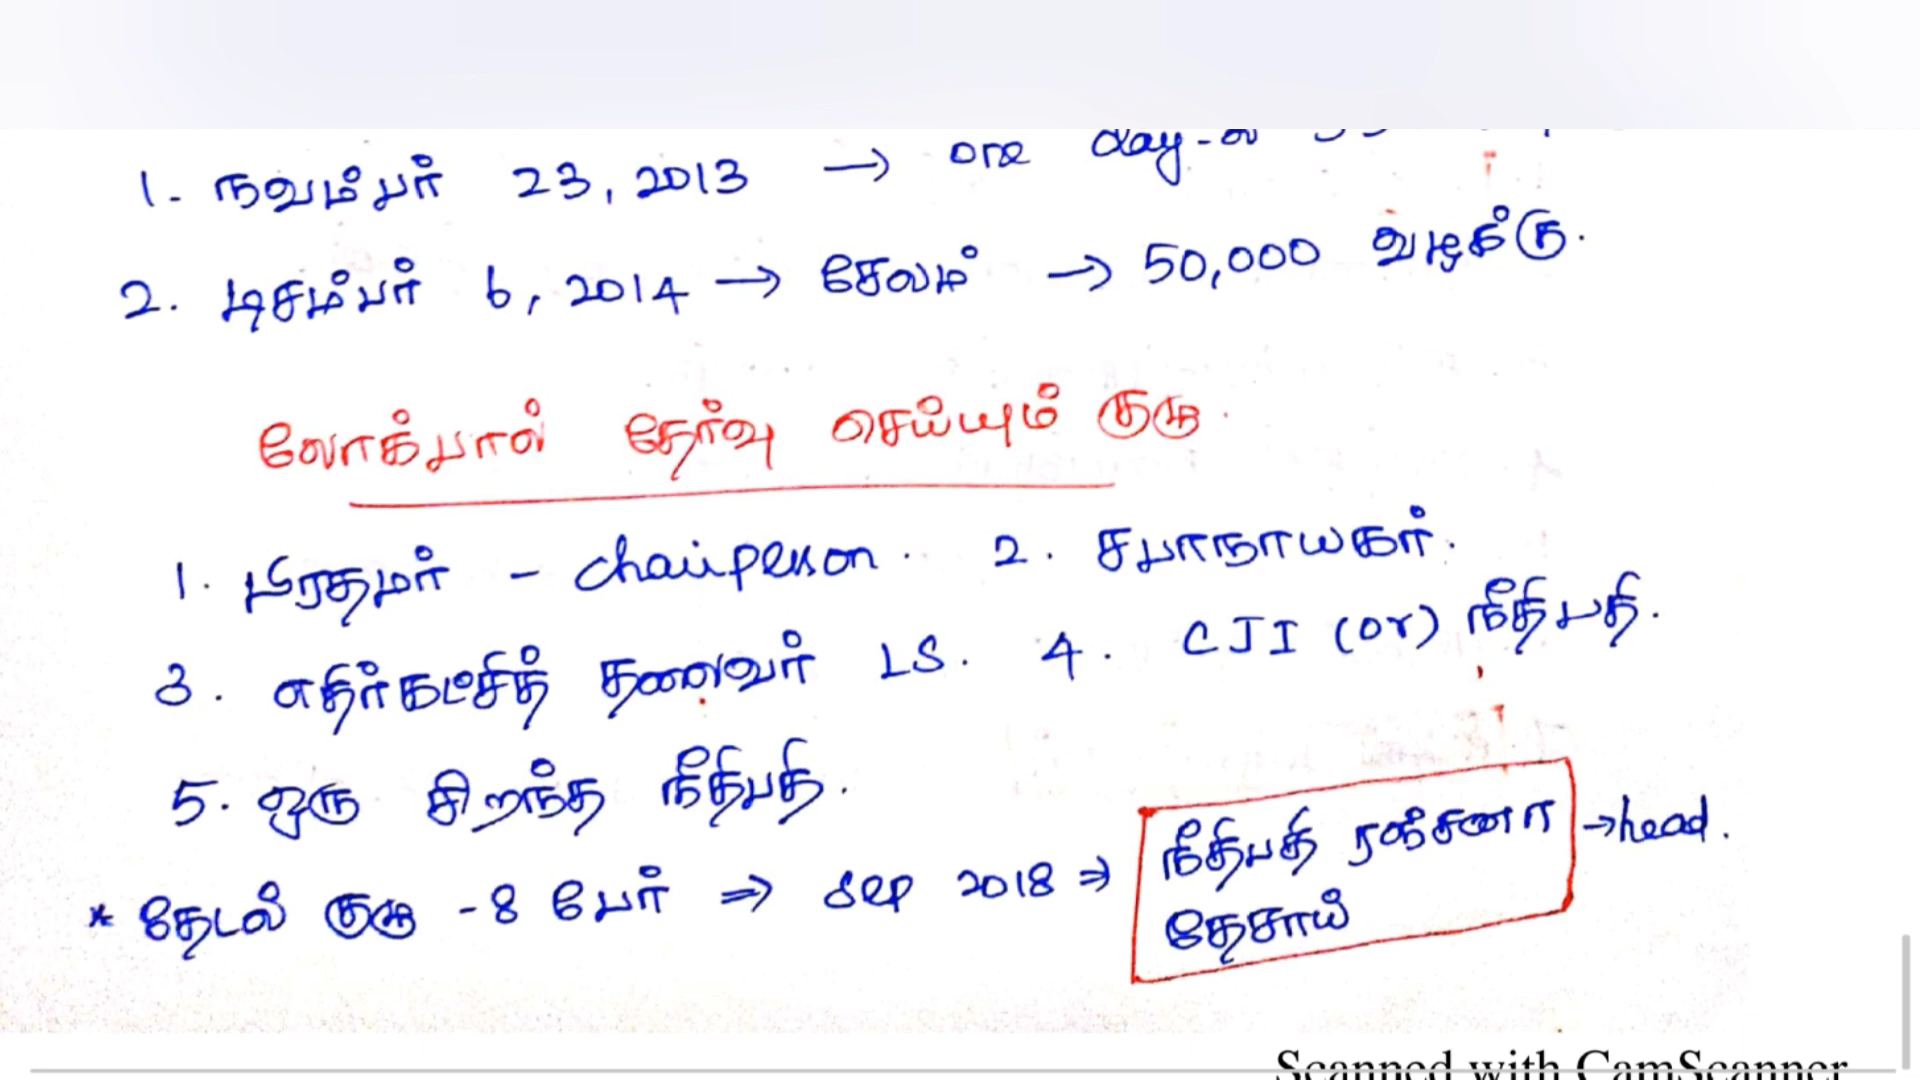 1. நவம்பர் 23, 2013 → one day-ல
2. டிசம்பர் 6, 2014 → சேலம் → 50,000 வழக்கு.
லோக்பால் தேர்வு செய்யும் குழு.
1. பிரதமர் - chairperson. 2. சபாநாயகர்.
3. எதிர்கட்சித் தலைவர் LS. 4. CJI (or) நீதிபதி.
5. ஒரு சிறந்த நீதிபதி.
* தேடல் குழு - 8 பேர் ⇒ sep 2018 ⇒ நீதிபதி ரஞ்சனா → head.
தேசாய்
Scanned with CamScanner